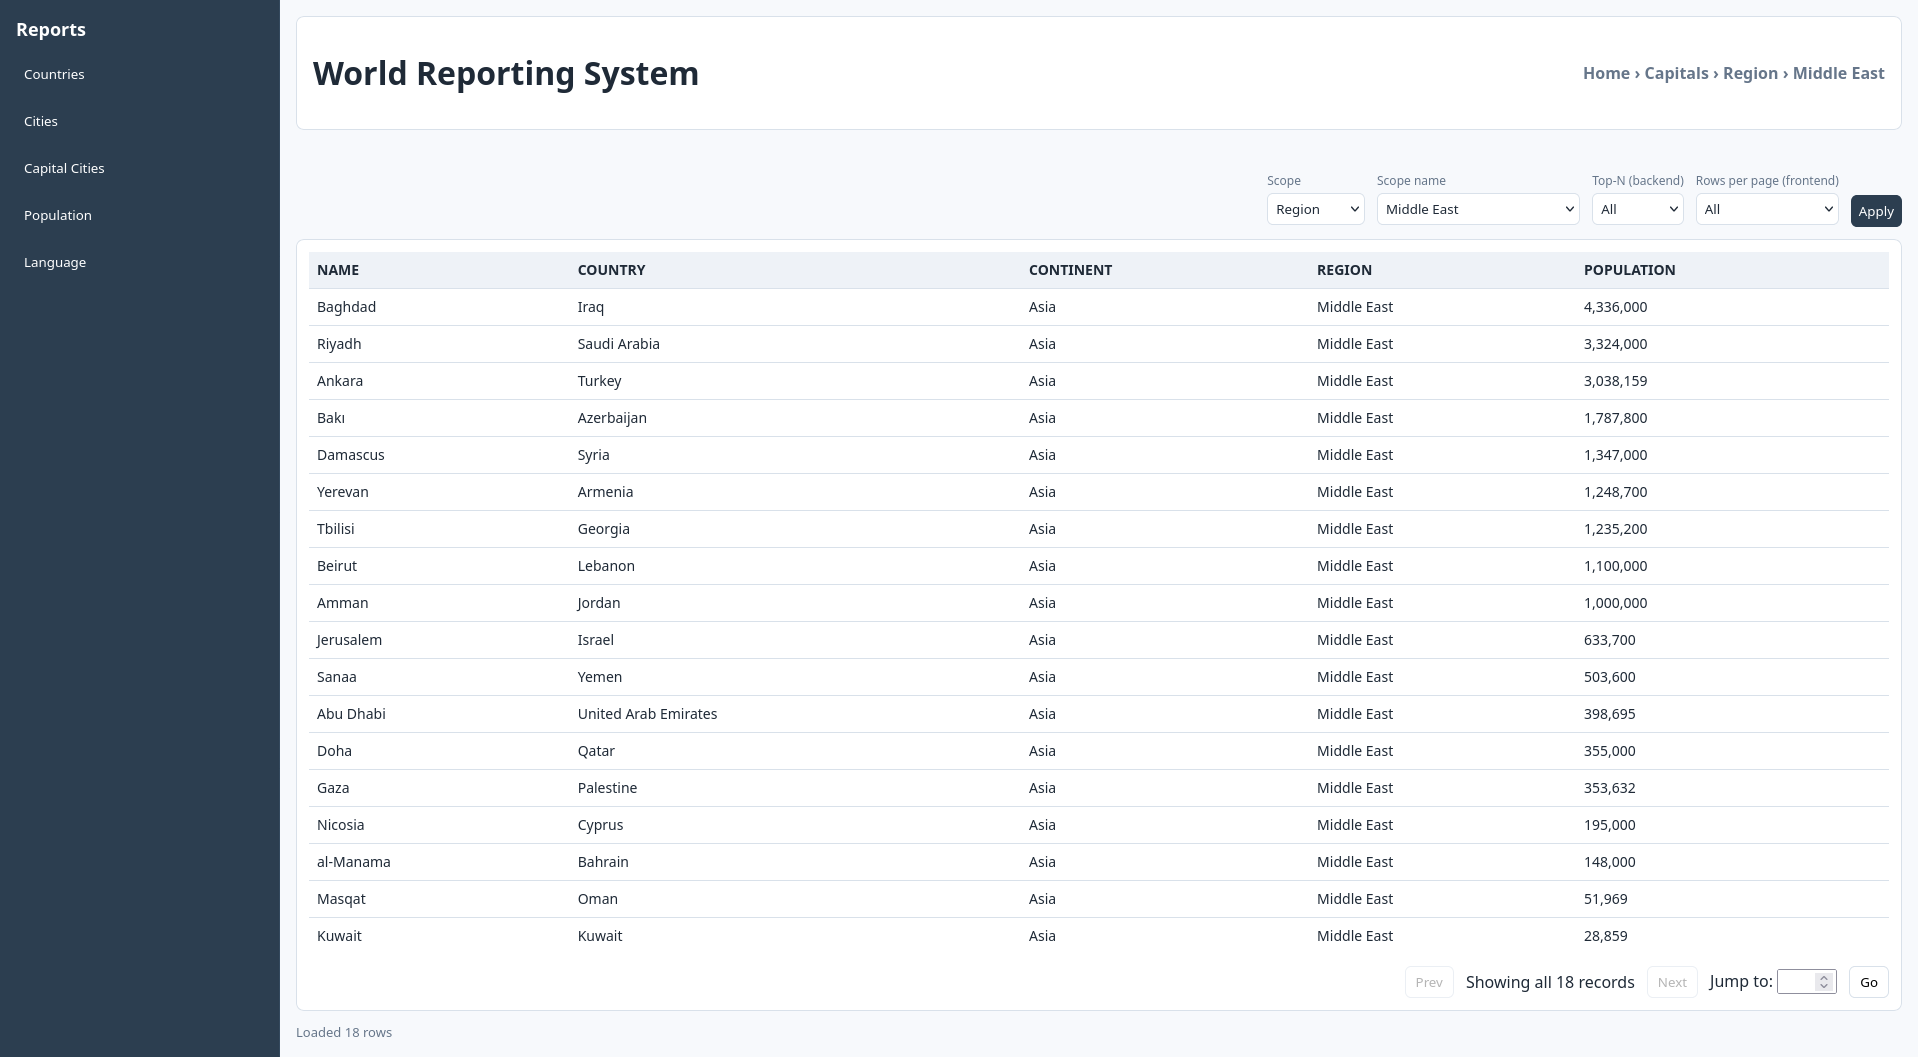 Reports
Countries
Cities
Capital Cities
Population
Language
World Reporting System
Home › Capitals › Region › Middle East
Scope Scope name Top-N (backend) Rows per page (frontend)
Region Middle East All All Apply
NAME COUNTRY CONTINENT REGION POPULATION
Baghdad Iraq Asia Middle East 4,336,000
Riyadh Saudi Arabia Asia Middle East 3,324,000
Ankara Turkey Asia Middle East 3,038,159
Bakı Azerbaijan Asia Middle East 1,787,800
Damascus Syria Asia Middle East 1,347,000
Yerevan Armenia Asia Middle East 1,248,700
Tbilisi Georgia Asia Middle East 1,235,200
Beirut Lebanon Asia Middle East 1,100,000
Amman Jordan Asia Middle East 1,000,000
Jerusalem Israel Asia Middle East 633,700
Sanaa Yemen Asia Middle East 503,600
Abu Dhabi United Arab Emirates Asia Middle East 398,695
Doha Qatar Asia Middle East 355,000
Gaza Palestine Asia Middle East 353,632
Nicosia Cyprus Asia Middle East 195,000
al-Manama Bahrain Asia Middle East 148,000
Masqat Oman Asia Middle East 51,969
Kuwait Kuwait Asia Middle East 28,859
Prev Showing all 18 records Next Jump to: Go
Loaded 18 rows